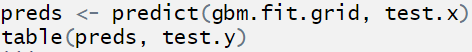 preds <- predict(gbm.fit.grid, test.x)
table(preds, test.y)